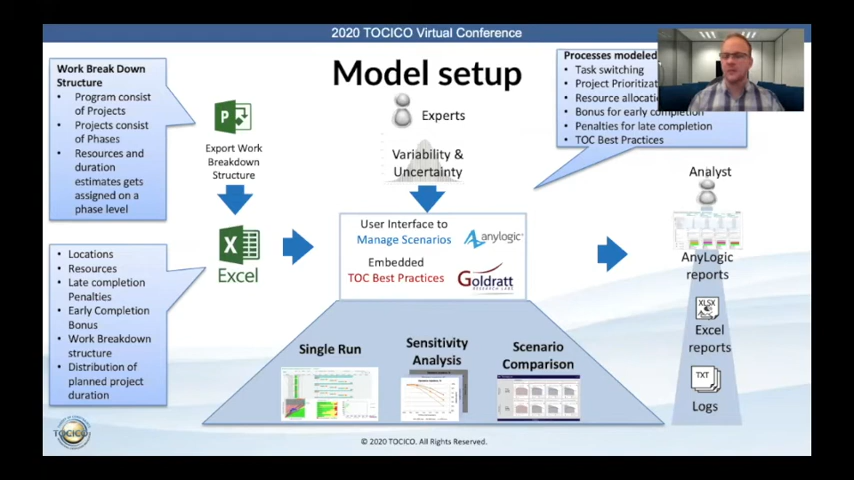 2020 TOCICO Virtual Conference
Model setup
Work Break Down
Structure
• Program consist
of Projects
• Projects consist
of Phases
• Resources and
duration
estimates gets
assigned on a
phase level
Export Work
Breakdown
Structure
Excel
• Locations
• Resources
• Late completion
Penalties
• Early Completion
Bonus
• Work Breakdown
structure
• Distribution of
planned project
duration
Experts
Variability &
Uncertainty
User Interface to
Manage Scenarios
anylogic
Embedded
TOC Best Practices
Goldratt
RESEARCH LABS
Single Run
Sensitivity
Analysis
Scenario
Comparison
Processes modeled
• Task switching
• Project
• Resource
• Bonus for early completion
• Penalties for late completion
• TOC Best Practices
Analyst
AnyLogic
reports
XLSX
Excel
reports
TXT
Logs
TOCICO
© 2020 TOCICO. All Rights Reserved.